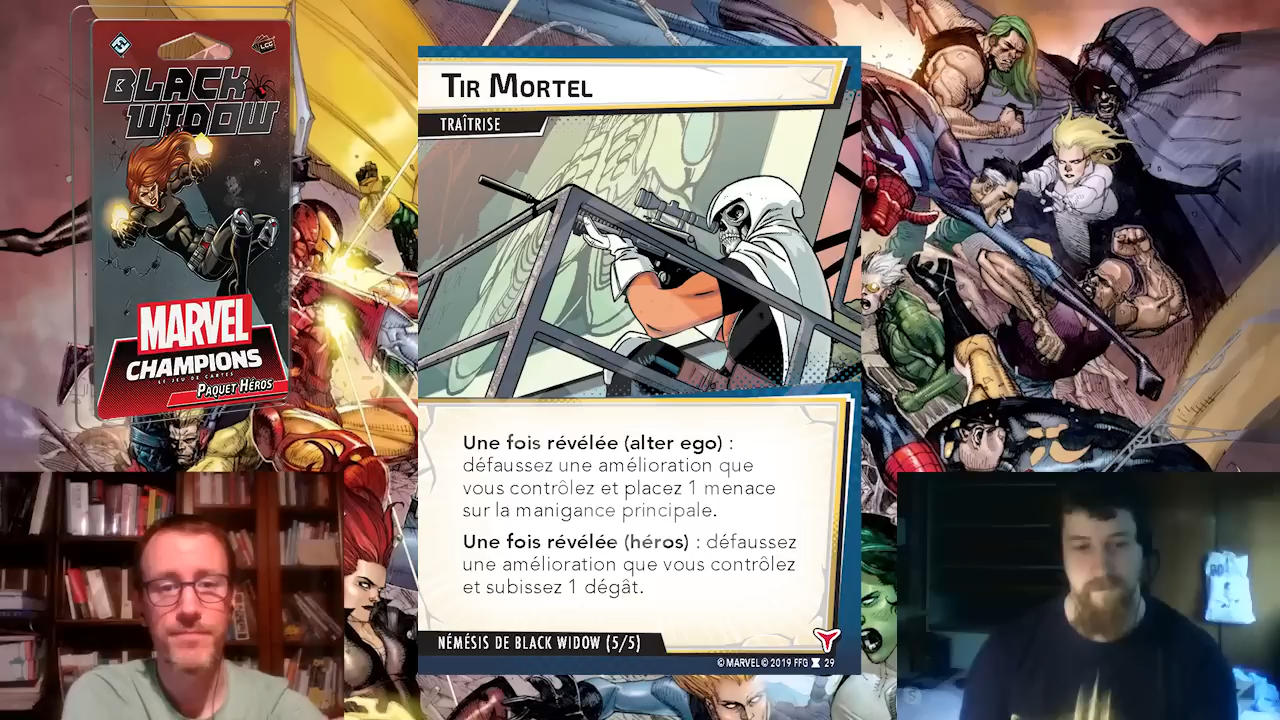 LCG
BLACK
WIDOW
MARVEL
CHAMPIONS
LE JEU DE CARTES
PAQUET HÉROS
TIR MORTEL
TRAÎTRISE
Une fois révélée (alter ego) :
défaussez une amélioration que
vous contrôlez et placez 1 menace
sur la manigance principale.
Une fois révélée (héros) : défaussez
une amélioration que vous contrôlez
et subissez 1 dégât.
NÉMÉSIS DE BLACK WIDOW (5/5)
© MARVEL © 2019 FFG 29